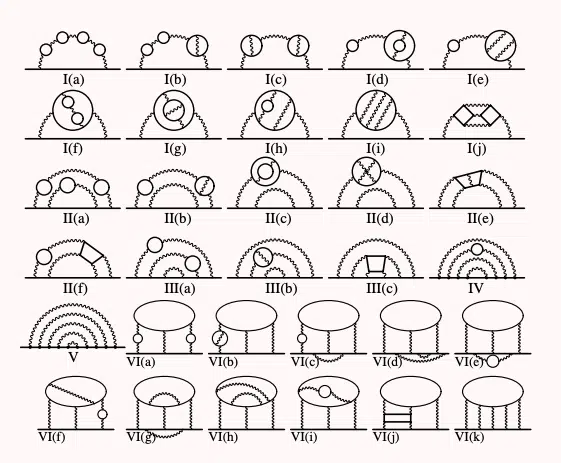 I(a) I(b) I(c) I(d) I(e)
I(f) I(g) I(h) I(i) I(j)
II(a) II(b) II(c) II(d) II(e)
II(f) III(a) III(b) III(c) IV
V VI(a) VI(b) VI(c) VI(d) VI(e)
VI(f) VI(g) VI(h) VI(i) VI(j) VI(k)